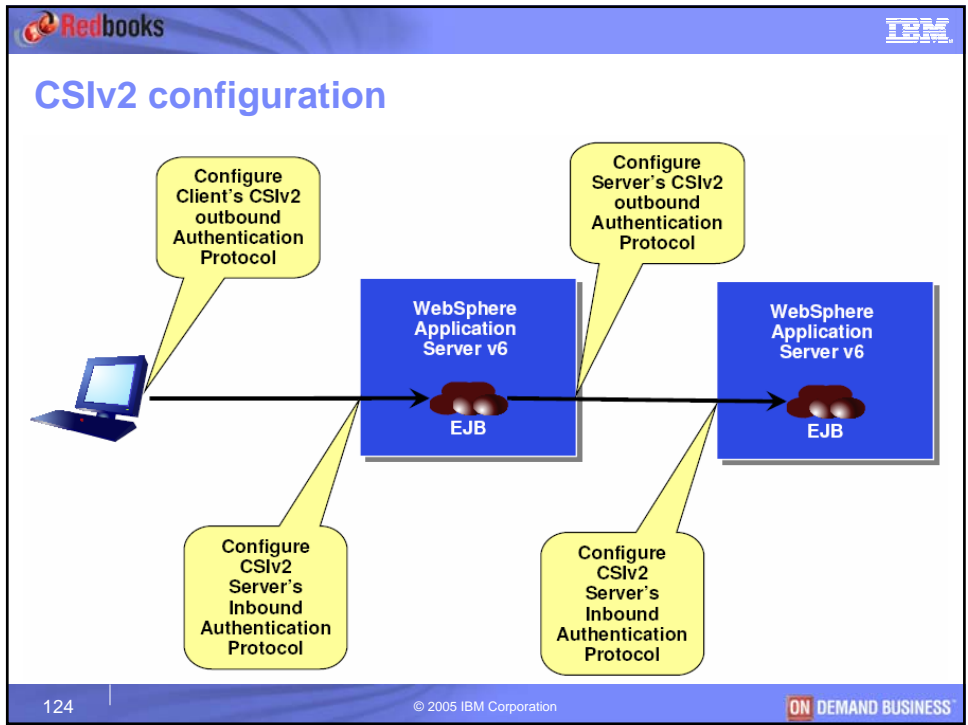 Redbooks
IBM
CSIv2 configuration
Configure
Client's CSIv2
outbound
Authentication
Protocol
Configure
Server's CSIv2
outbound
Authentication
Protocol
WebSphere
Application
Server v6
EJB
WebSphere
Application
Server v6
EJB
Configure
CSIv2
Server's
Inbound
Authentication
Protocol
Configure
CSIv2
Server's
Inbound
Authentication
Protocol
124
© 2005 IBM Corporation
ON DEMAND BUSINESS™